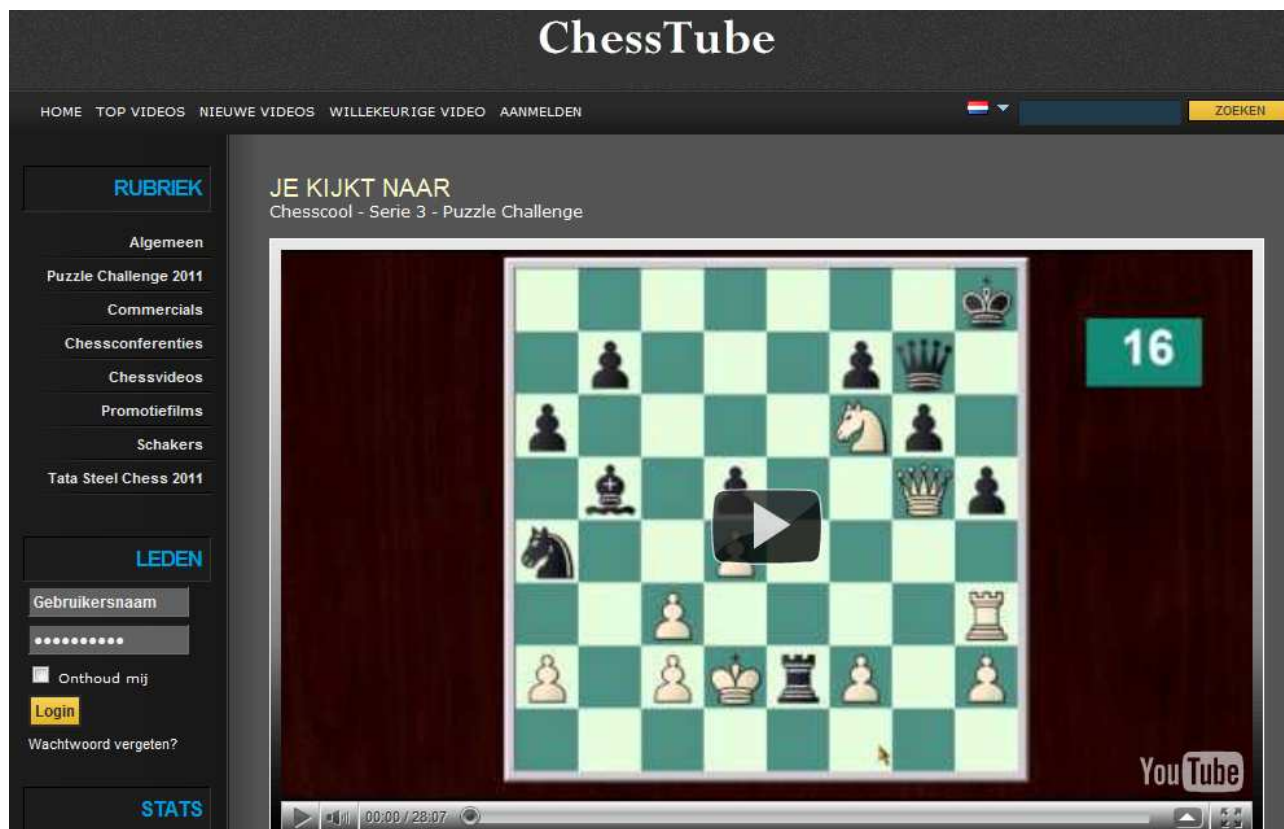 ChessTube
HOME TOP VIDEOS NIEUWE VIDEOS WILLEKEURIGE VIDEO AANMELDEN ZOEKEN
RUBRIEK
Algemeen
Puzzle Challenge 2011
Commercials
Chessconferenties
Chessvideos
Promotiefilms
Schakers
Tata Steel Chess 2011
LEDEN
Gebruikersnaam
••••••••••
Onthoud mij
Login
Wachtwoord vergeten?
STATS
JE KIJKT NAAR
Chesscool - Serie 3 - Puzzle Challenge
16
YouTube
00:00 / 28:07